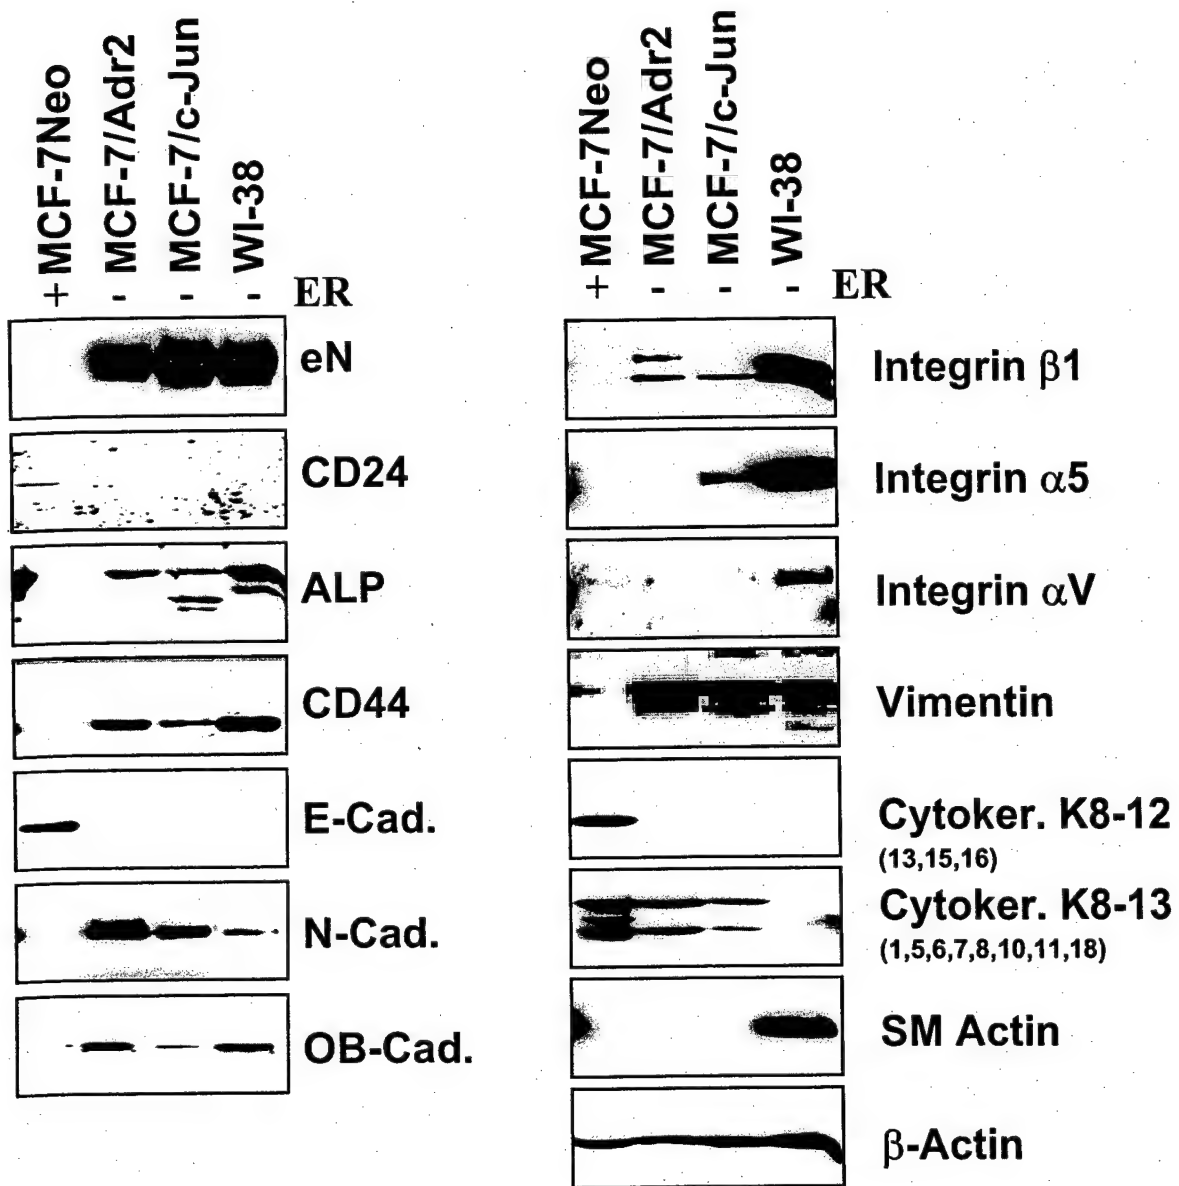 + MCF-7Neo
- MCF-7/Adr2
- MCF-7/c-Jun
- WI-38
ER
eN
CD24
ALP
CD44
E-Cad.
N-Cad.
OB-Cad.
+ MCF-7Neo
- MCF-7/Adr2
- MCF-7/c-Jun
- WI-38
ER
Integrin β1
Integrin α5
Integrin αV
Vimentin
Cytoker. K8-12
(13,15,16)
Cytoker. K8-13
(1,5,6,7,8,10,11,18)
SM Actin
β-Actin